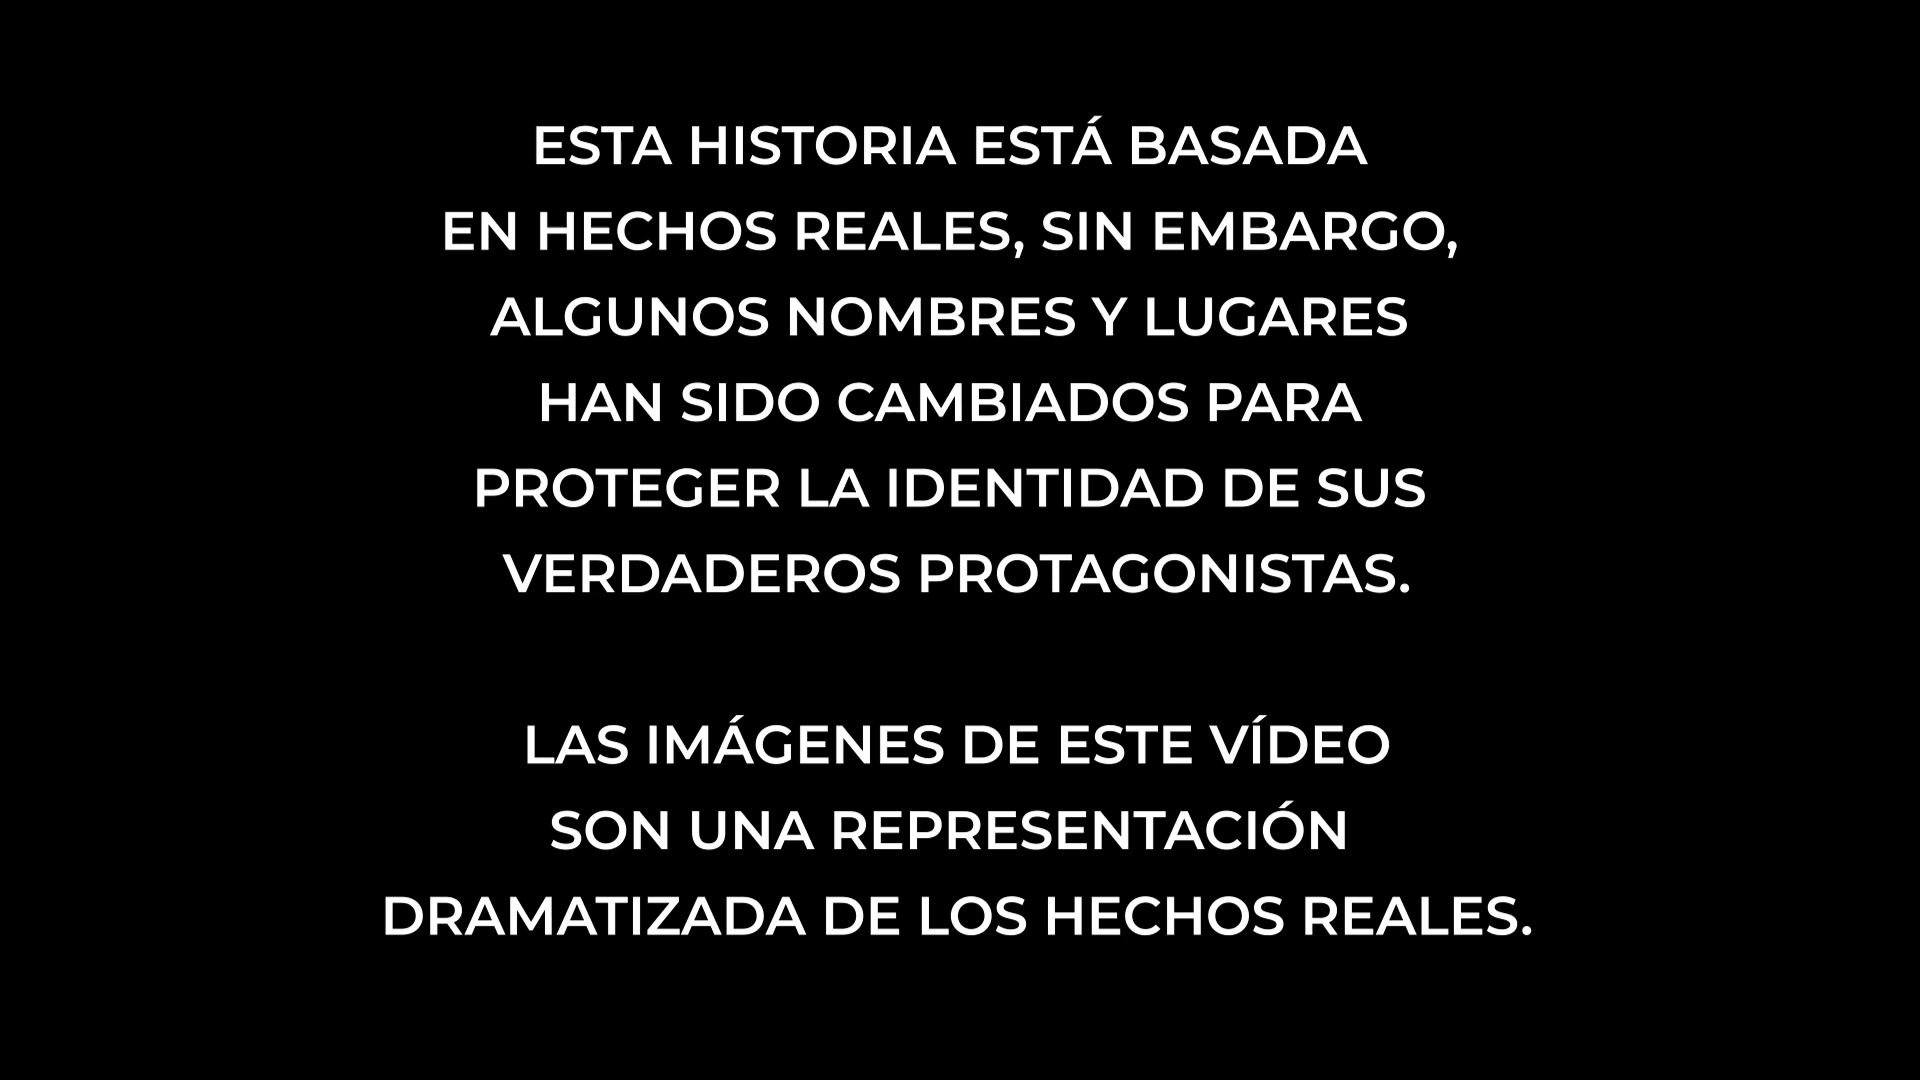 ESTA HISTORIA ESTÁ BASADA
EN HECHOS REALES, SIN EMBARGO,
ALGUNOS NOMBRES Y LUGARES
HAN SIDO CAMBIADOS PARA
PROTEGER LA IDENTIDAD DE SUS
VERDADEROS PROTAGONISTAS.
LAS IMÁGENES DE ESTE VÍDEO
SON UNA REPRESENTACIÓN
DRAMATIZADA DE LOS HECHOS REALES.